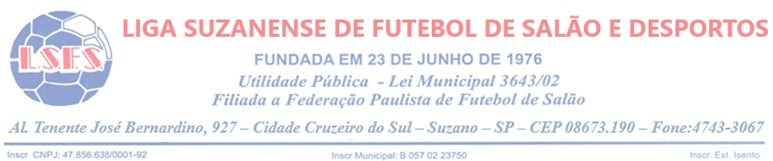 LIGA SUZANENSE DE FUTEBOL DE SALÃO E DESPORTOS
L.S.F.S.
FUNDADA EM 23 DE JUNHO DE 1976
Utilidade Pública - Lei Municipal 3643/02
Filiada a Federação Paulista de Futebol de Salão
Al. Tenente José Bernardino, 927 – Cidade Cruzeiro do Sul – Suzano – SP – CEP 08673.190 – Fone:4743-3067
Inscr CNPJ: 47.856.638/0001-92 Inscr Municipal: B 057 02 23750 Inscr. Est. Isento